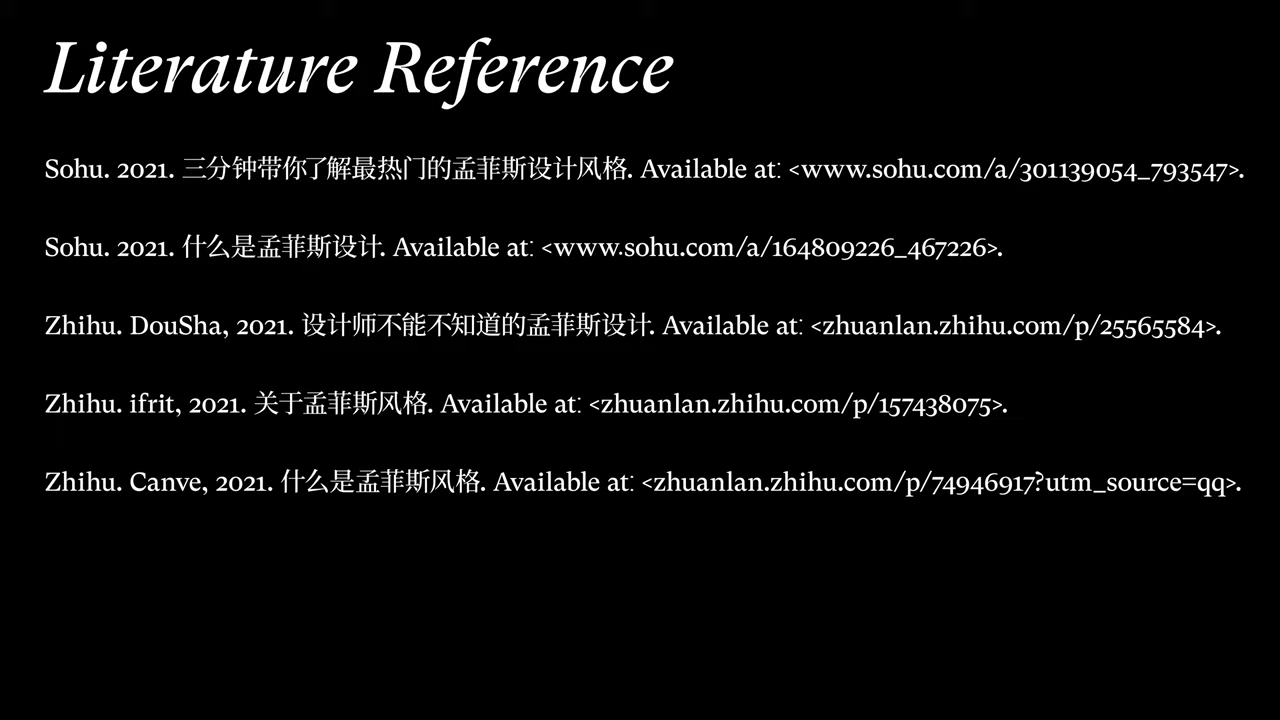 Literature Reference
Sohu. 2021. 三分钟带你了解最热门的孟菲斯设计风格. Available at: <www.sohu.com/a/301139054_793547>.
Sohu. 2021. 什么是孟菲斯设计. Available at: <www.sohu.com/a/164809226_467226>.
Zhihu. DouSha, 2021. 设计师不能不知道的孟菲斯设计. Available at: <zhuanlan.zhihu.com/p/25565584>.
Zhihu. ifrit, 2021. 关于孟菲斯风格. Available at: <zhuanlan.zhihu.com/p/157438075>.
Zhihu. Canve, 2021. 什么是孟菲斯风格. Available at: <zhuanlan.zhihu.com/p/74946917?utm_source=qq>.